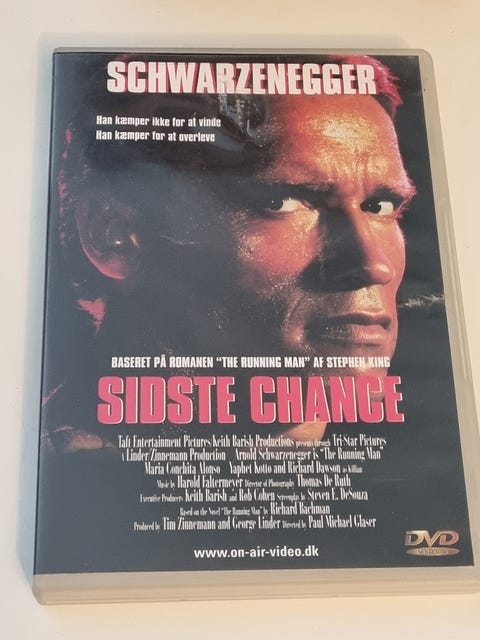 SCHWARZENEGGER
Han kæmper ikke for at vinde
Han kæmper for at overleve
BASERET PÅ ROMANEN "THE RUNNING MAN" AF STEPHEN KING
SIDSTE CHANCE
Taft Entertainment Pictures/Keith Barish Productions presents through Tri-Star Pictures
A Linder/Zinnemann Production Arnold Schwarzenegger is "The Running Man"
Maria Conchita Alonso Yaphet Kotto and Richard Dawson as Killian
Music by Harold Faltermeyer Director of Photography Thomas De Ruth
Executive Producers Keith Barish and Rob Cohen Screenplay by Steven E. DeSouza
Based on the Novel "The Running Man" by Richard Bachman
Produced by Tim Zinnemann and George Linder Directed by Paul Michael Glaser
www.on-air-video.dk
DVD
VIDEO